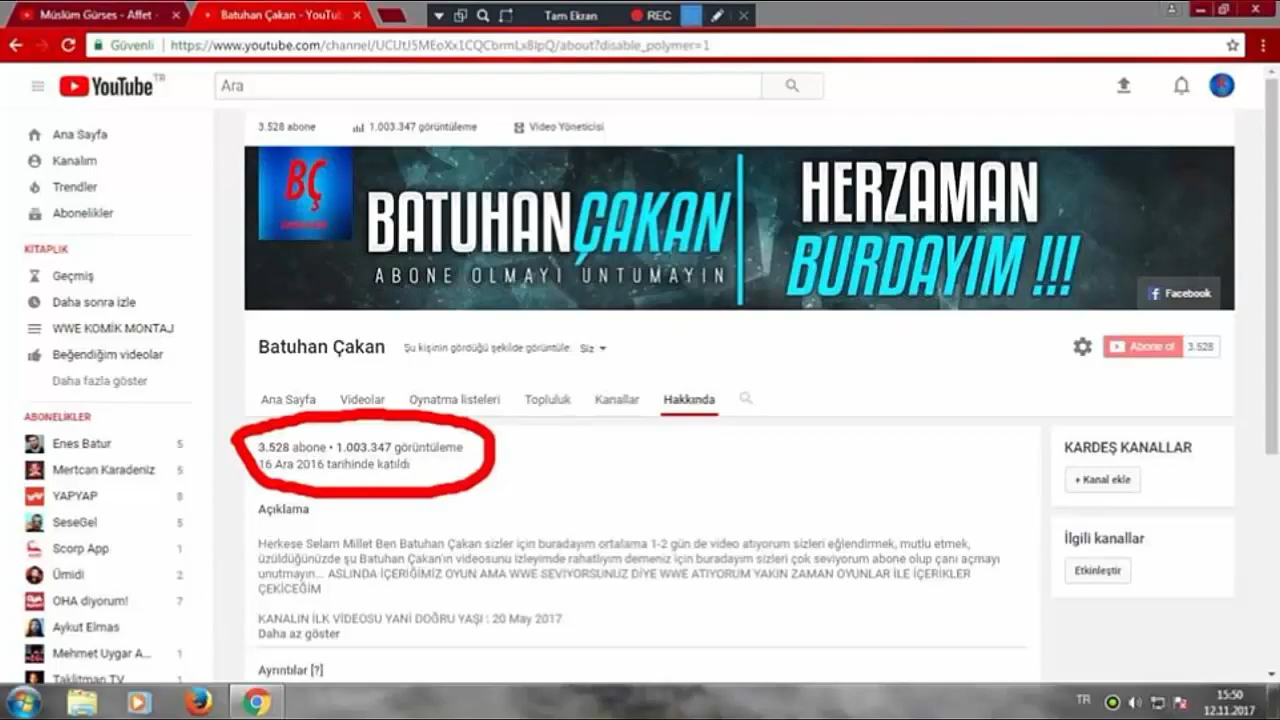 Müslüm Gürses - Affet -
Batuhan Çakan - YouTu
Tam Ekran
REC
Güvenli
https://www.youtube.com/channel/UCUtJ5MEoXx1CQCbrmLx8lpQ/about?disable_polymer=1
YouTube TR
Ara
3.528 abone
1.003.347 görüntüleme
Video Yöneticisi
Ana Sayfa
Kanalım
Trendler
Abonelikler
KITAPLIK
Geçmiş
Daha sonra izle
WWE KOMİK MONTAJ
Beğendiğim videolar
Daha fazla göster
ABONELİKLER
Enes Batur 5
Mertcan Karadeniz 5
YAPYAP 8
SeseGel 5
Scorp App 1
Ümidi 2
OHA diyorum! 7
Aykut Elmas
Mehmet Uygar A... 1
Taklitman TV
BÇ
BATUHANÇAKAN
ABONE OLMAYI UNTUMAYIN
HERZAMAN
BURDAYIM !!!
Facebook
Batuhan Çakan
Şu kişinin gördüğü şekilde görüntüle: Siz
Abone ol 3.528
Ana Sayfa
Videolar
Oynatma listeleri
Topluluk
Kanallar
Hakkında
3.528 abone • 1.003.347 görüntüleme
16 Ara 2016 tarihinde katıldı
Açıklama
Herkese Selam Millet Ben Batuhan Çakan sizler için buradayım ortalama 1-2 gün de video atıyorum sizleri eğlendirmek, mutlu etmek,
üzüldüğünüzde şu Batuhan Çakan'ın videosunu izleyimde rahatlıyım demeniz için buradayım sizleri çok seviyorum abone olup çanı açmayı
unutmayın... ASLINDA İÇERİĞİMİZ OYUN AMA WWE SEVİYORSUNUZ DİYE WWE ATIYORUM YAKIN ZAMAN OYUNLAR İLE İÇERİKLER
ÇEKİCEĞİM
KANALIN İLK VİDEOSU YANİ DOĞRU YAŞI : 20 May 2017
Daha az göster
Ayrıntılar [?]
KARDEŞ KANALLAR
+ Kanal ekle
İlgili kanallar
Etkinleştir
TR
15:50
12.11.2017